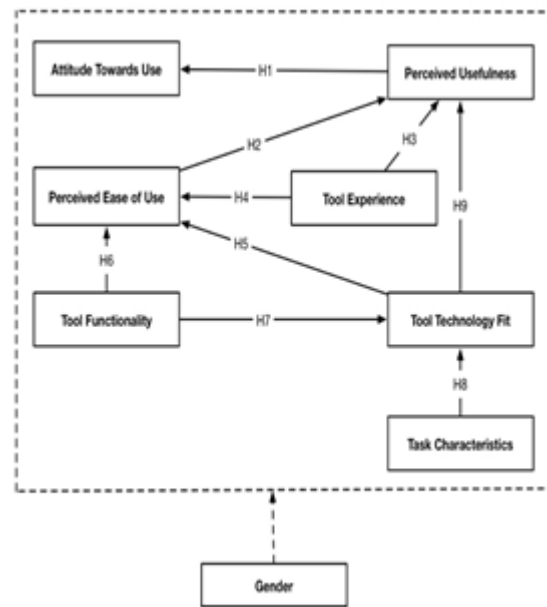 Attitude Towards Use
H1
Perceived Usefulness
H2
H3
Perceived Ease of Use
H4
Tool Experience
H5
H9
H6
Tool Functionality
H7
Tool Technology Fit
H8
Task Characteristics
Gender